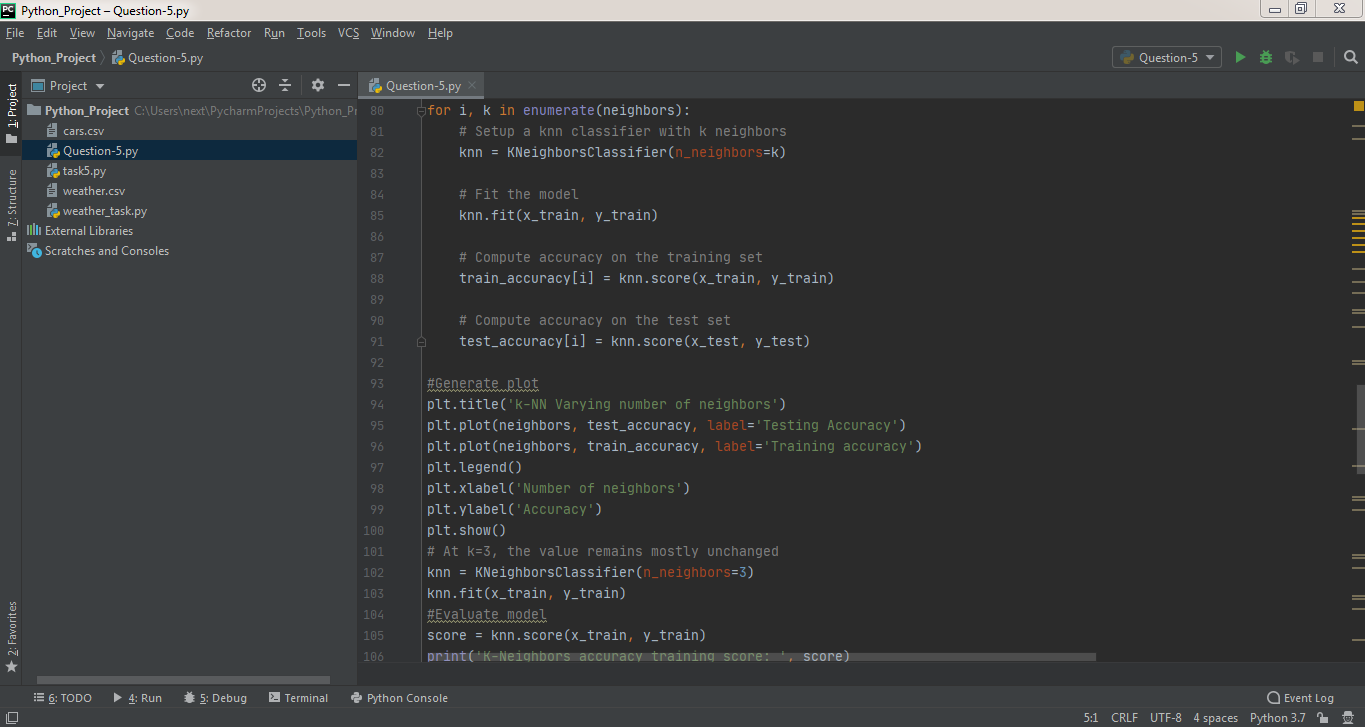 PC Python_Project – Question-5.py
File Edit View Navigate Code Refactor Run Tools VCS Window Help
Python_Project Question-5.py Question-5
Project Question-5.py
1: Project
7: Structure
2: Favorites
Python_Project C:\Users\next\PycharmProjects\Python_Pr
cars.csv
Question-5.py
task5.py
weather.csv
weather_task.py
External Libraries
Scratches and Consoles
80 for i, k in enumerate(neighbors):
81 # Setup a knn classifier with k neighbors
82 knn = KNeighborsClassifier(n_neighbors=k)
83
84 # Fit the model
85 knn.fit(x_train, y_train)
86
87 # Compute accuracy on the training set
88 train_accuracy[i] = knn.score(x_train, y_train)
89
90 # Compute accuracy on the test set
91 test_accuracy[i] = knn.score(x_test, y_test)
92
93 #Generate plot
94 plt.title('k-NN Varying number of neighbors')
95 plt.plot(neighbors, test_accuracy, label='Testing Accuracy')
96 plt.plot(neighbors, train_accuracy, label='Training accuracy')
97 plt.legend()
98 plt.xlabel('Number of neighbors')
99 plt.ylabel('Accuracy')
100 plt.show()
101 # At k=3, the value remains mostly unchanged
102 knn = KNeighborsClassifier(n_neighbors=3)
103 knn.fit(x_train, y_train)
104 #Evaluate model
105 score = knn.score(x_train, y_train)
106 print('K-Neighbors accuracy training score: ', score)
6: TODO 4: Run 5: Debug Terminal Python Console Event Log
5:1 CRLF UTF-8 4 spaces Python 3.7